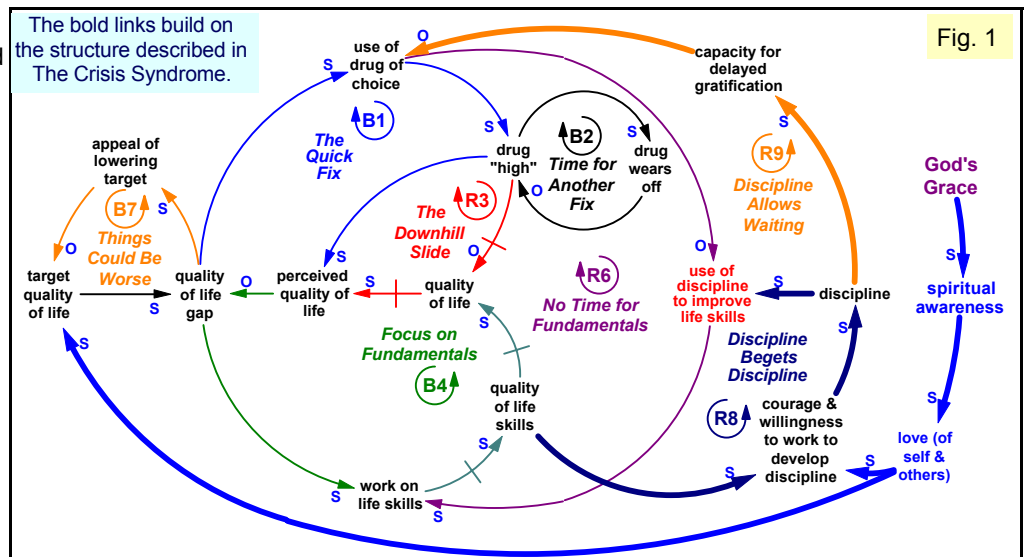 d
The bold links build on
the structure described in
The Crisis Syndrome.
Fig. 1
use of
drug of
choice
O
S
capacity for
delayed
gratification
S
B1
The
Quick
Fix
S
drug
"high"
O
B2
Time for
Another
Fix
S
drug
wears
off
appeal of
lowering
target
B7
S
Things
Could Be
Worse
O
R3
The
Downhill
Slide
O
R9
Discipline
Allows
Waiting
God's
Grace
S
spiritual
awareness
S
target
quality
of life
S
S
quality
of life
gap
O
perceived
quality of
life
S
S
quality
of life
S
R6
No Time for
Fundamentals
O
use of
discipline
to improve
life skills
S
discipline
S
Focus on
Fundamentals
B4
quality
of life
skills
S
Discipline
Begets
Discipline
R8
courage &
willingness
to work to
develop
discipline
S
S
love (of
self &
others)
S
work on
life skills
S